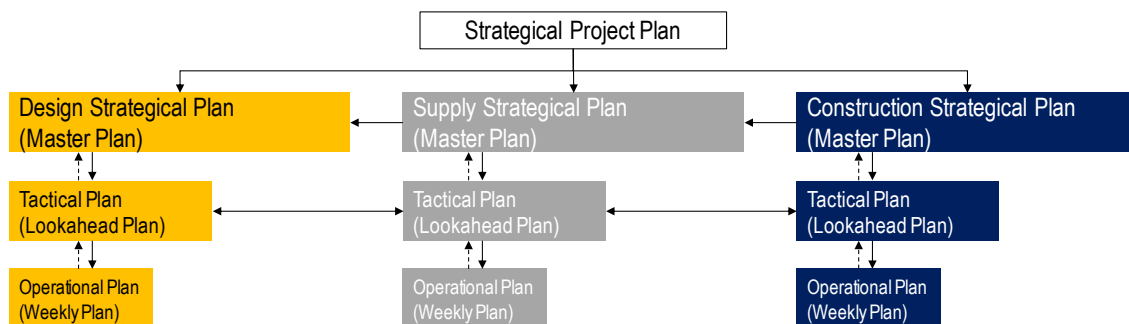 Strategical Project Plan
Design Strategical Plan
(Master Plan)
Supply Strategical Plan
(Master Plan)
Construction Strategical Plan
(Master Plan)
Tactical Plan
(Lookahead Plan)
Tactical Plan
(Lookahead Plan)
Tactical Plan
(Lookahead Plan)
Operational Plan
(Weekly Plan)
Operational Plan
(Weekly Plan)
Operational Plan
(Weekly Plan)